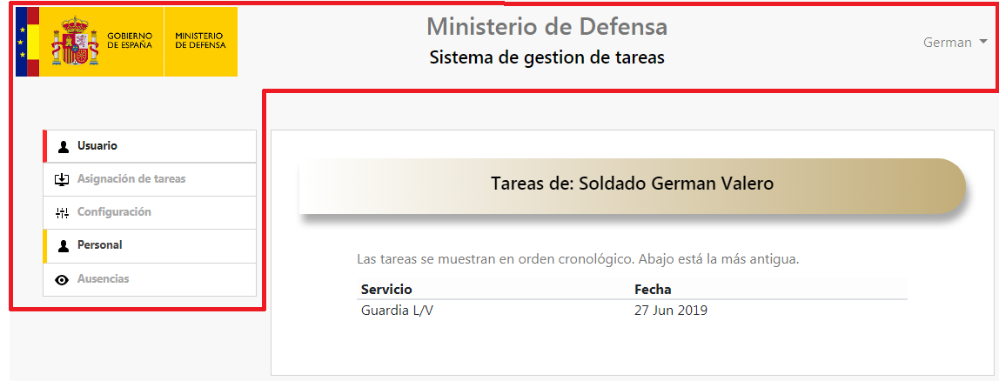 GOBIERNO
DE ESPAÑA
MINISTERIO
DE DEFENSA
Ministerio de Defensa
Sistema de gestion de tareas
German
Usuario
Asignación de tareas
Configuración
Personal
Ausencias
Tareas de: Soldado German Valero
Las tareas se muestran en orden cronológico. Abajo está la más antigua.
Servicio Fecha
Guardia L/V 27 Jun 2019